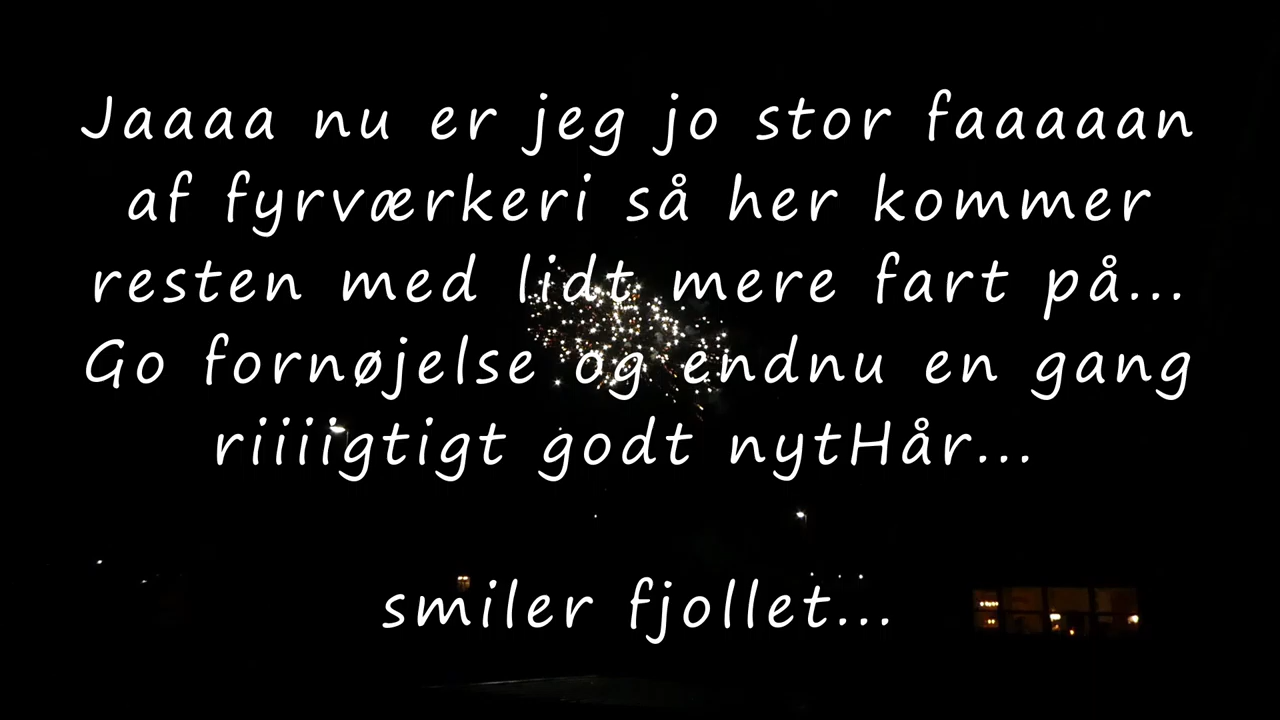 Jaaaa nu er jeg jo stor faaaaan
af fyrværkeri så her kommer
resten med lidt mere fart på...
Go fornøjelse og endnu en gang
riiiigtigt godt nytHår...
smiler fjollet...